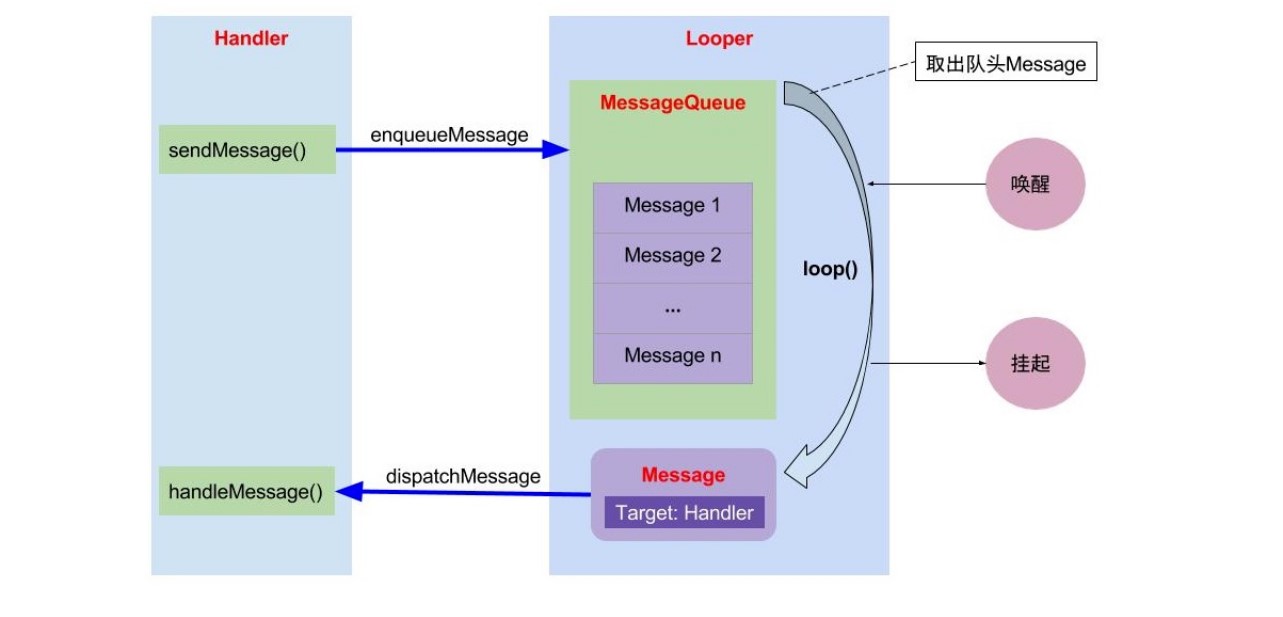 Handler
Looper
取出队头Message
MessageQueue
enqueueMessage
sendMessage()
唤醒
Message 1
Message 2
loop()
...
Message n
挂起
dispatchMessage
Message
handleMessage()
Target: Handler